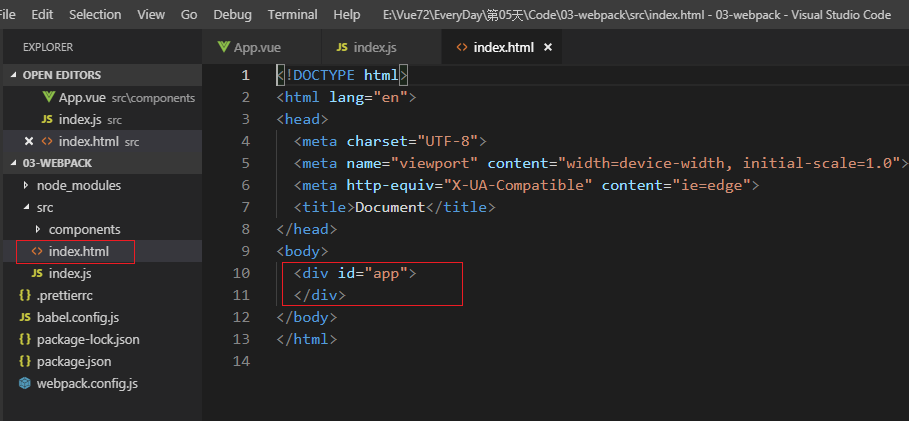 File Edit Selection View Go Debug Terminal Help E:\Vue72\EveryDay\第05天\Code\03-webpack\src\index.html - 03-webpack - Visual Studio Code
EXPLORER
OPEN EDITORS
App.vue src\components
JS index.js src
index.html src
03-WEBPACK
node_modules
src
components
index.html
JS index.js
{ } .prettierrc
babel.config.js
{ } package-lock.json
{ } package.json
webpack.config.js
App.vue JS index.js <> index.html ×
1 <!DOCTYPE html>
2 <html lang="en">
3 <head>
4 <meta charset="UTF-8">
5 <meta name="viewport" content="width=device-width, initial-scale=1.0">
6 <meta http-equiv="X-UA-Compatible" content="ie=edge">
7 <title>Document</title>
8 </head>
9 <body>
10 <div id="app">
11 </div>
12 </body>
13 </html>
14